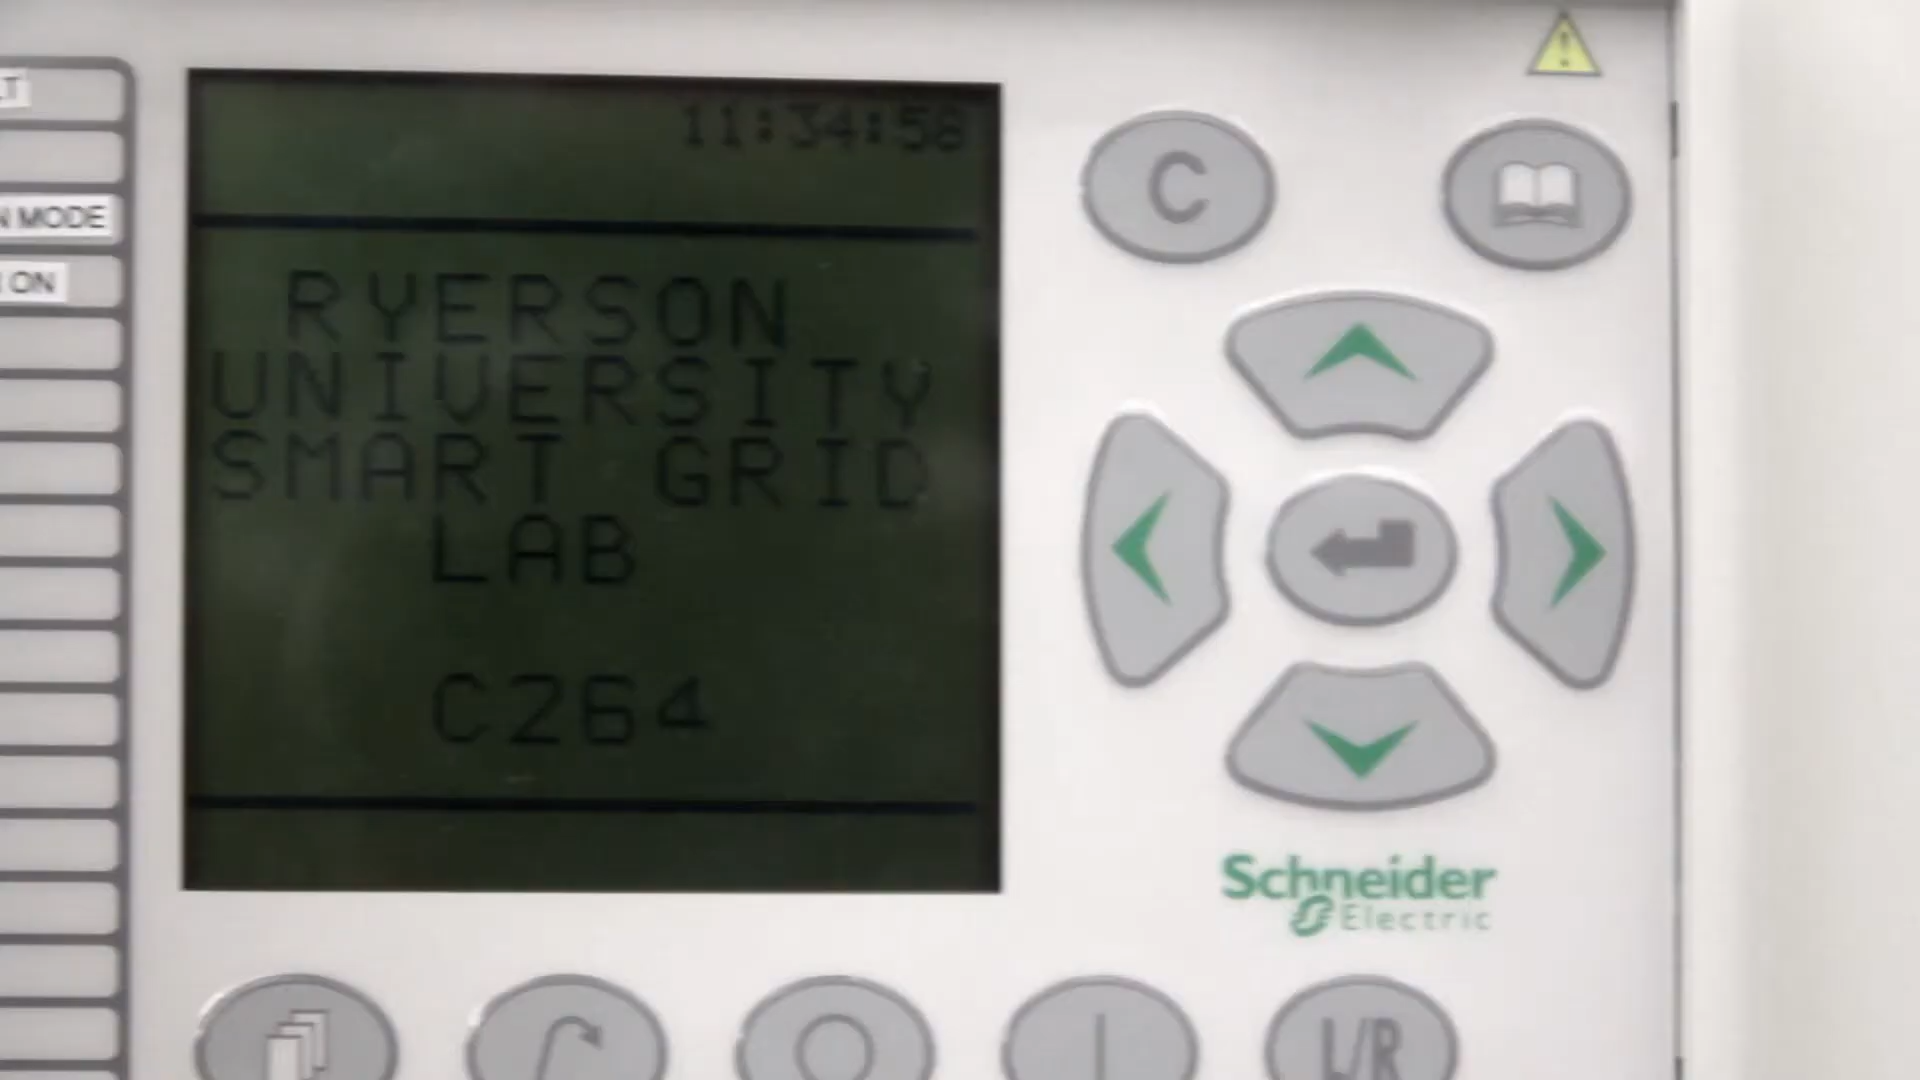 11:34:58
RYERSON
UNIVERSITY
SMART GRID
LAB
C264
N MODE
ON
C
Schneider
Electric
L/R